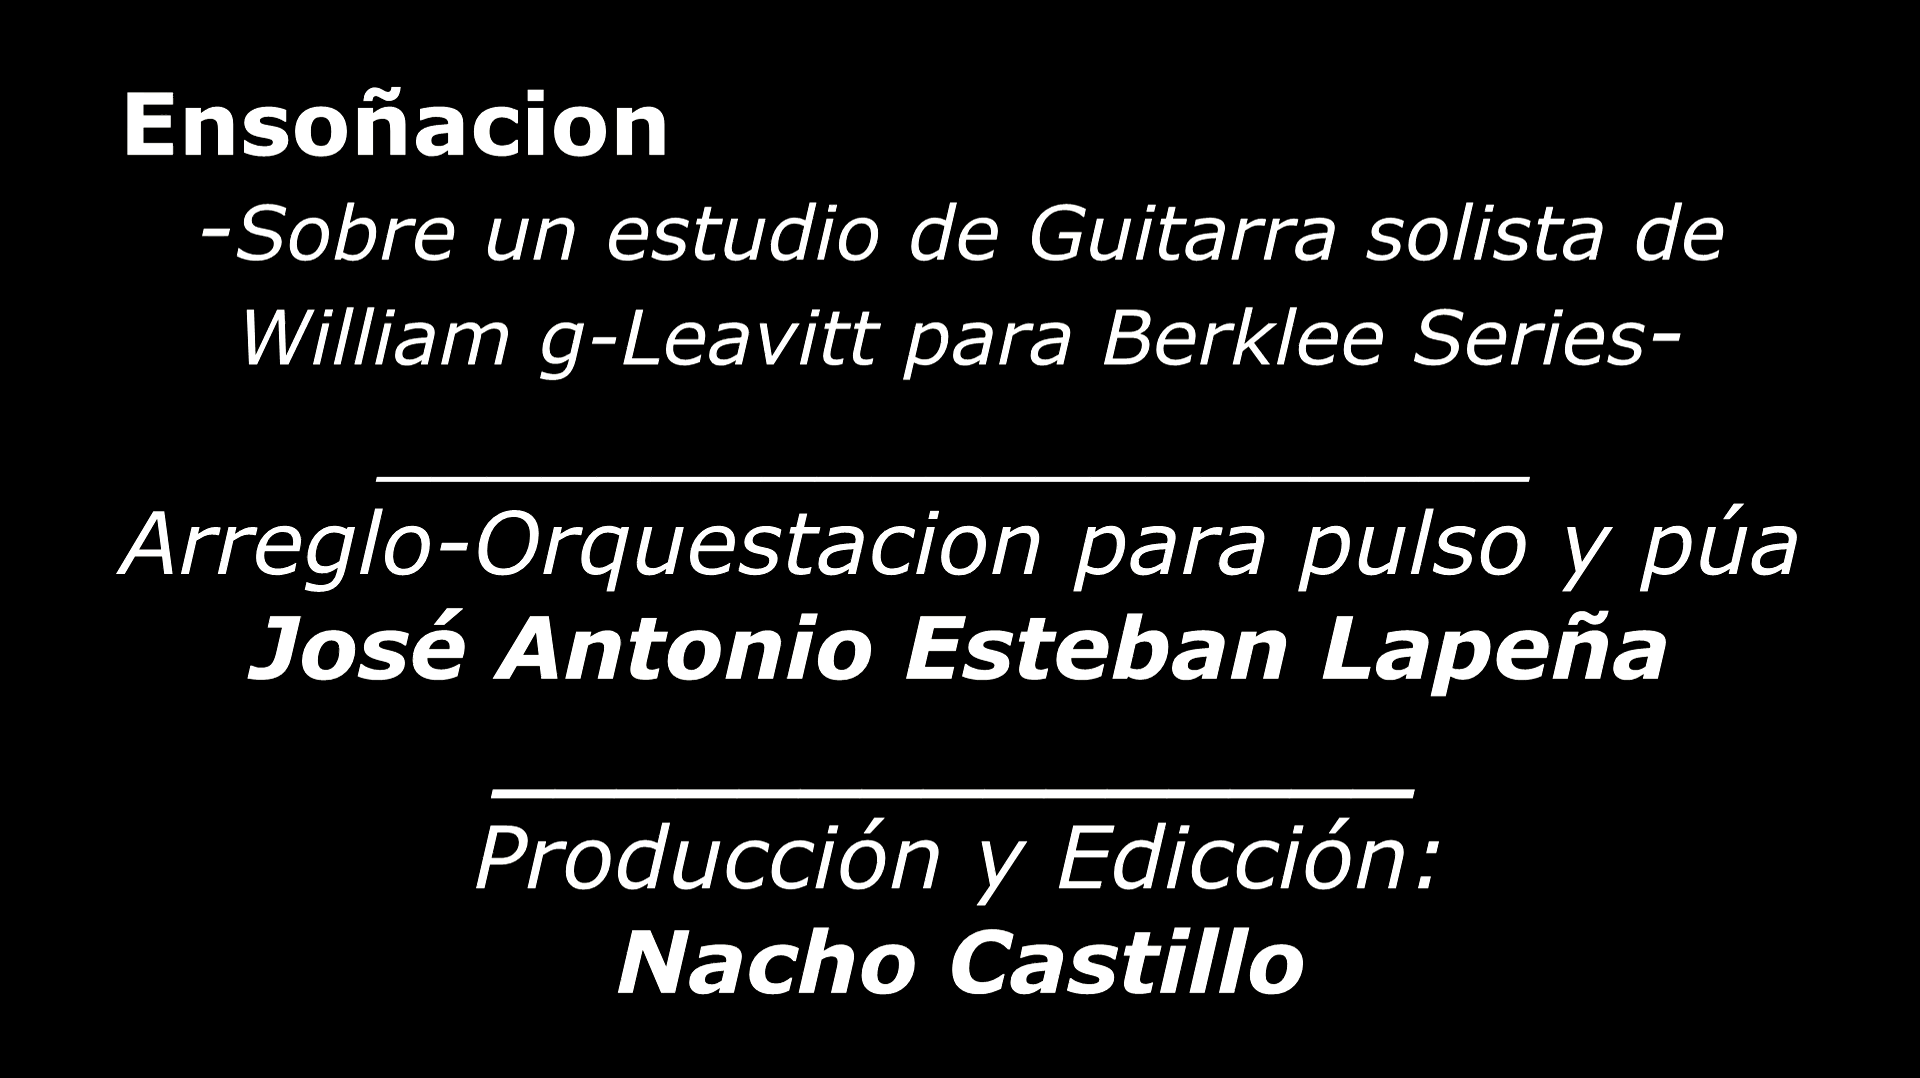 Ensoñacion
-Sobre un estudio de Guitarra solista de
William g-Leavitt para Berklee Series-
Arreglo-Orquestacion para pulso y púa
José Antonio Esteban Lapeña
Producción y Edicción:
Nacho Castillo